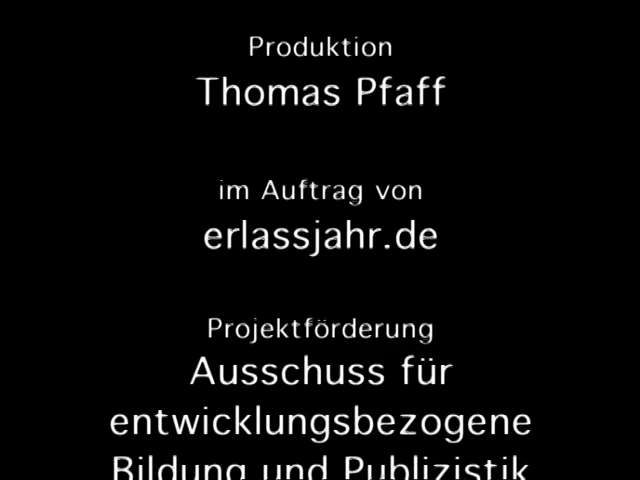 Produktion
Thomas Pfaff
im Auftrag von
erlassjahr.de
Projektförderung
Ausschuss für
entwicklungsbezogene
Bildung und Publizistik